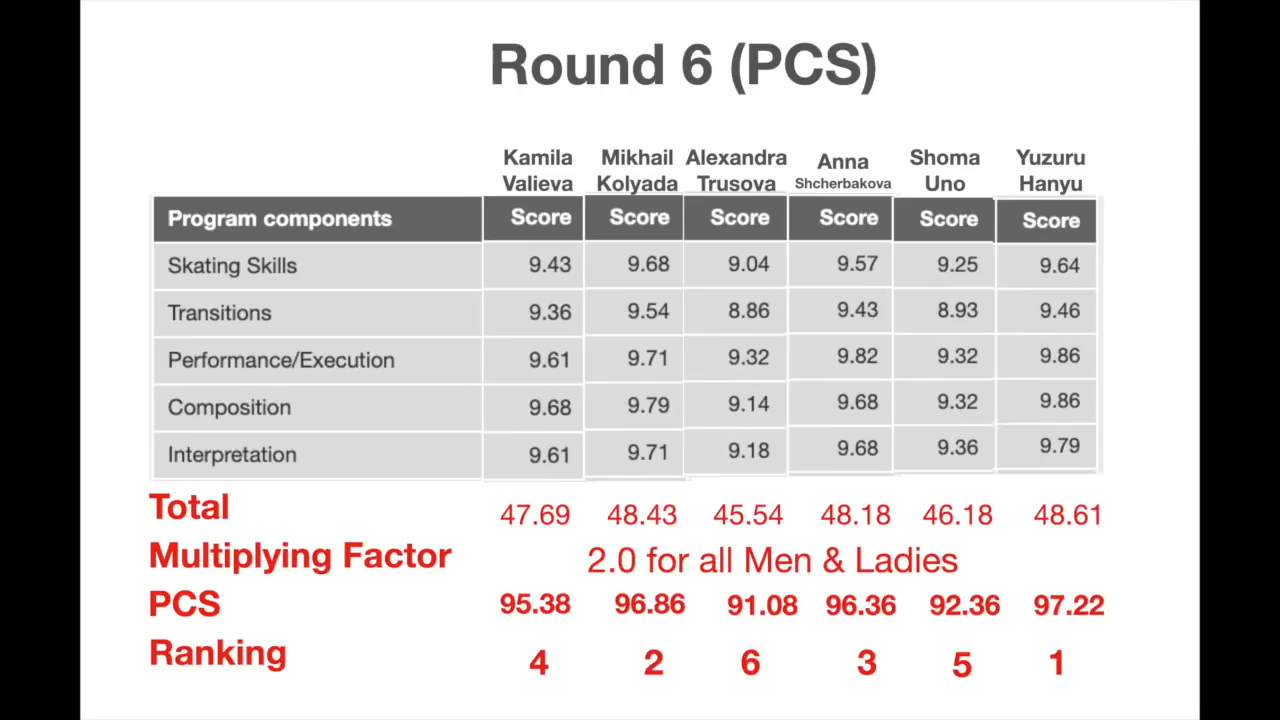 Round 6 (PCS)
Kamila Valieva Mikhail Kolyada Alexandra Trusova Anna Shcherbakova Shoma Uno Yuzuru Hanyu
Program components Score Score Score Score Score Score
Skating Skills 9.43 9.68 9.04 9.57 9.25 9.64
Transitions 9.36 9.54 8.86 9.43 8.93 9.46
Performance/Execution 9.61 9.71 9.32 9.82 9.32 9.86
Composition 9.68 9.79 9.14 9.68 9.32 9.86
Interpretation 9.61 9.71 9.18 9.68 9.36 9.79
Total 47.69 48.43 45.54 48.18 46.18 48.61
Multiplying Factor 2.0 for all Men & Ladies
PCS 95.38 96.86 91.08 96.36 92.36 97.22
Ranking 4 2 6 3 5 1